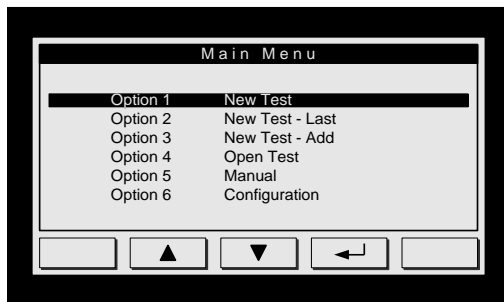 Main Menu
Option 1 New Test
Option 2 New Test - Last
Option 3 New Test - Add
Option 4 Open Test
Option 5 Manual
Option 6 Configuration